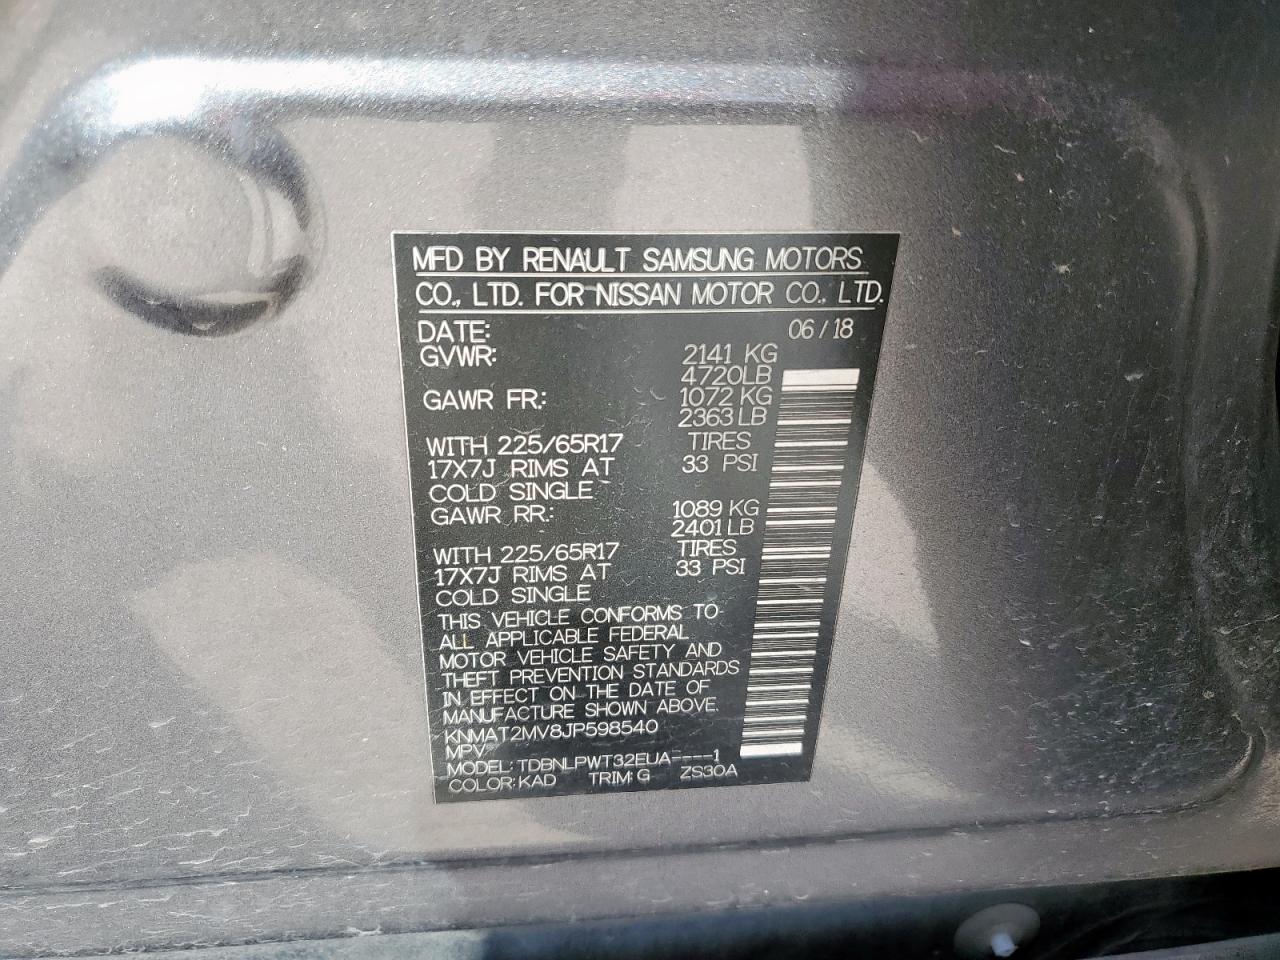 MFD BY RENAULT SAMSUNG MOTORS
CO., LTD. FOR NISSAN MOTOR CO., LTD.
DATE: 06/18
GVWR: 2141 KG
4720LB
GAWR FR.: 1072 KG
2363LB
WITH 225/65R17 TIRES
17X7J RIMS AT 33 PSI
COLD SINGLE
GAWR RR.: 1089 KG
2401LB
WITH 225/65R17 TIRES
17X7J RIMS AT 33 PSI
COLD SINGLE
THIS VEHICLE CONFORMS TO
ALL APPLICABLE FEDERAL
MOTOR VEHICLE SAFETY AND
THEFT PREVENTION STANDARDS
IN EFFECT ON THE DATE OF
MANUFACTURE SHOWN ABOVE.
KNMAT2MV8JP598540
MPV
MODEL: TDBNLPWT32EUA----1
COLOR: KAD TRIM: G ZS30A